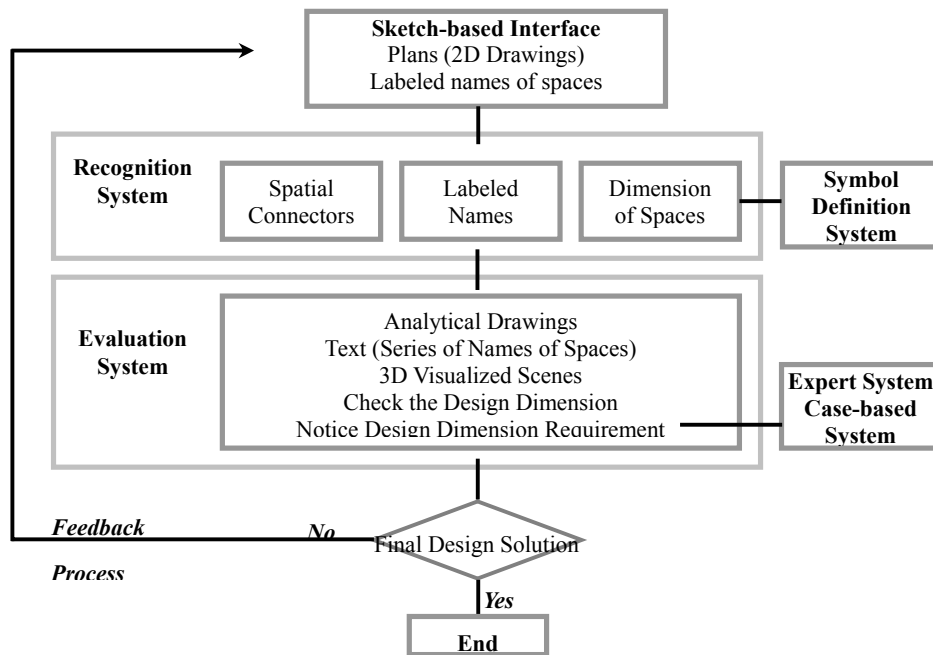 Sketch-based Interface
Plans (2D Drawings)
Labeled names of spaces
Recognition
System
Spatial
Connectors
Labeled
Names
Dimension
of Spaces
Symbol
Definition
System
Evaluation
System
Analytical Drawings
Text (Series of Names of Spaces)
3D Visualized Scenes
Check the Design Dimension
Notice Design Dimension Requirement
Expert System
Case-based
System
Feedback
Process
No
Final Design Solution
Yes
End